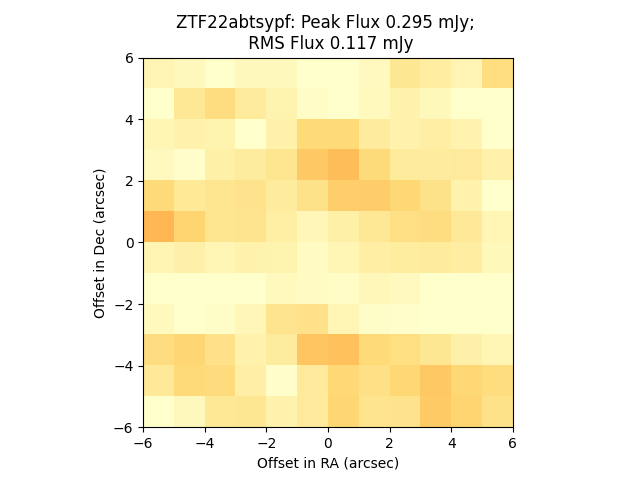 ZTF22abtsypf: Peak Flux 0.295 mJy;
RMS Flux 0.117 mJy
6
4
2
0
−2
−4
−6
Offset in Dec (arcsec)
−6 −4 −2 0 2 4 6
Offset in RA (arcsec)